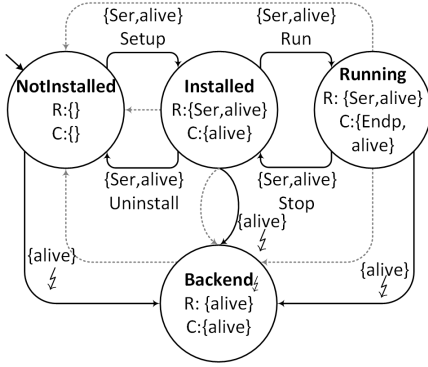 {Ser,alive}
Setup
{Ser,alive}
Run
NotInstalled
R:{}
C:{}
Installed
R:{Ser,alive}
C:{alive}
Running
R: {Ser,alive}
C:{Endp,
alive}
{Ser,alive}
Uninstall
{Ser,alive}
Stop
{alive}
{alive}
{alive}
Backend
R: {alive}
C:{alive}